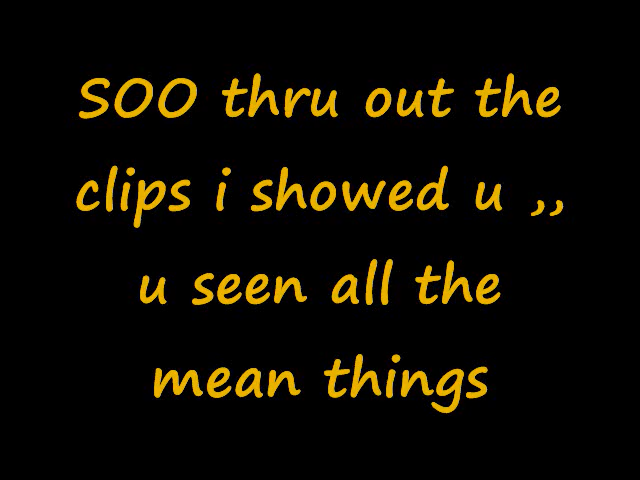 SOO thru out the
clips i showed u ,,
u seen all the
mean things